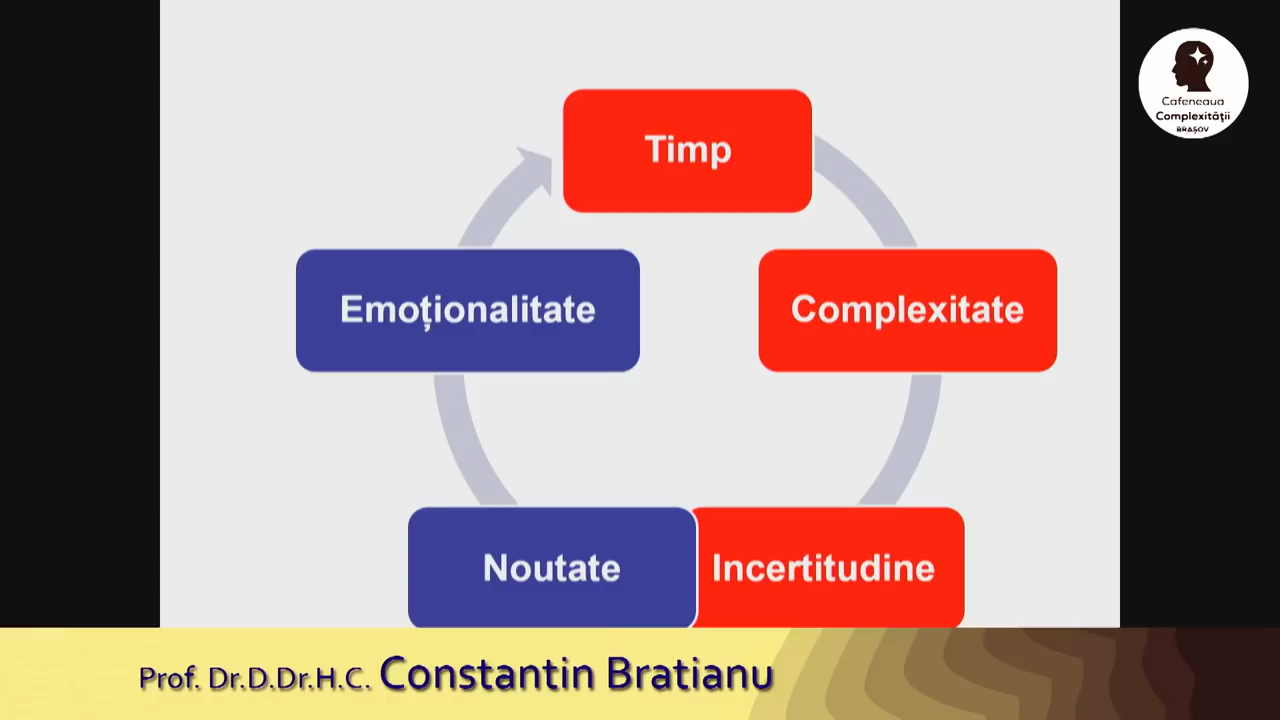 Timp
Emoționalitate
Complexitate
Noutate
Incertitudine
Cafeneaua
Complexității
BRAȘOV
Prof. Dr.D.Dr.H.C. Constantin Bratianu